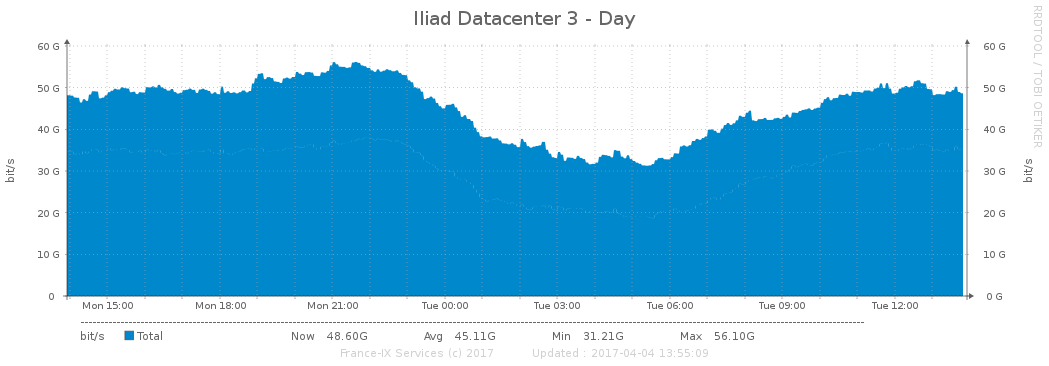 Iliad Datacenter 3 - Day
RRDTOOL / TOBI OETIKER
60 G 60 G
50 G 50 G
40 G 40 G
30 G 30 G
20 G 20 G
10 G 10 G
0 0 G
bit/s bit/s
Mon 15:00 Mon 18:00 Mon 21:00 Tue 00:00 Tue 03:00 Tue 06:00 Tue 09:00 Tue 12:00
bit/s Total Now 48.60G Avg 45.11G Min 31.21G Max 56.10G
France-IX Services (c) 2017 Updated : 2017-04-04 13:55:09